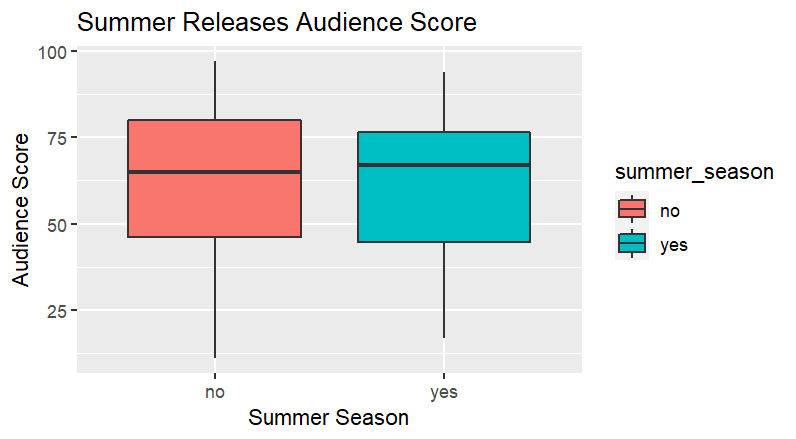 Summer Releases Audience Score
100
75
50
25
Audience Score
no
yes
Summer Season
summer_season
no
yes